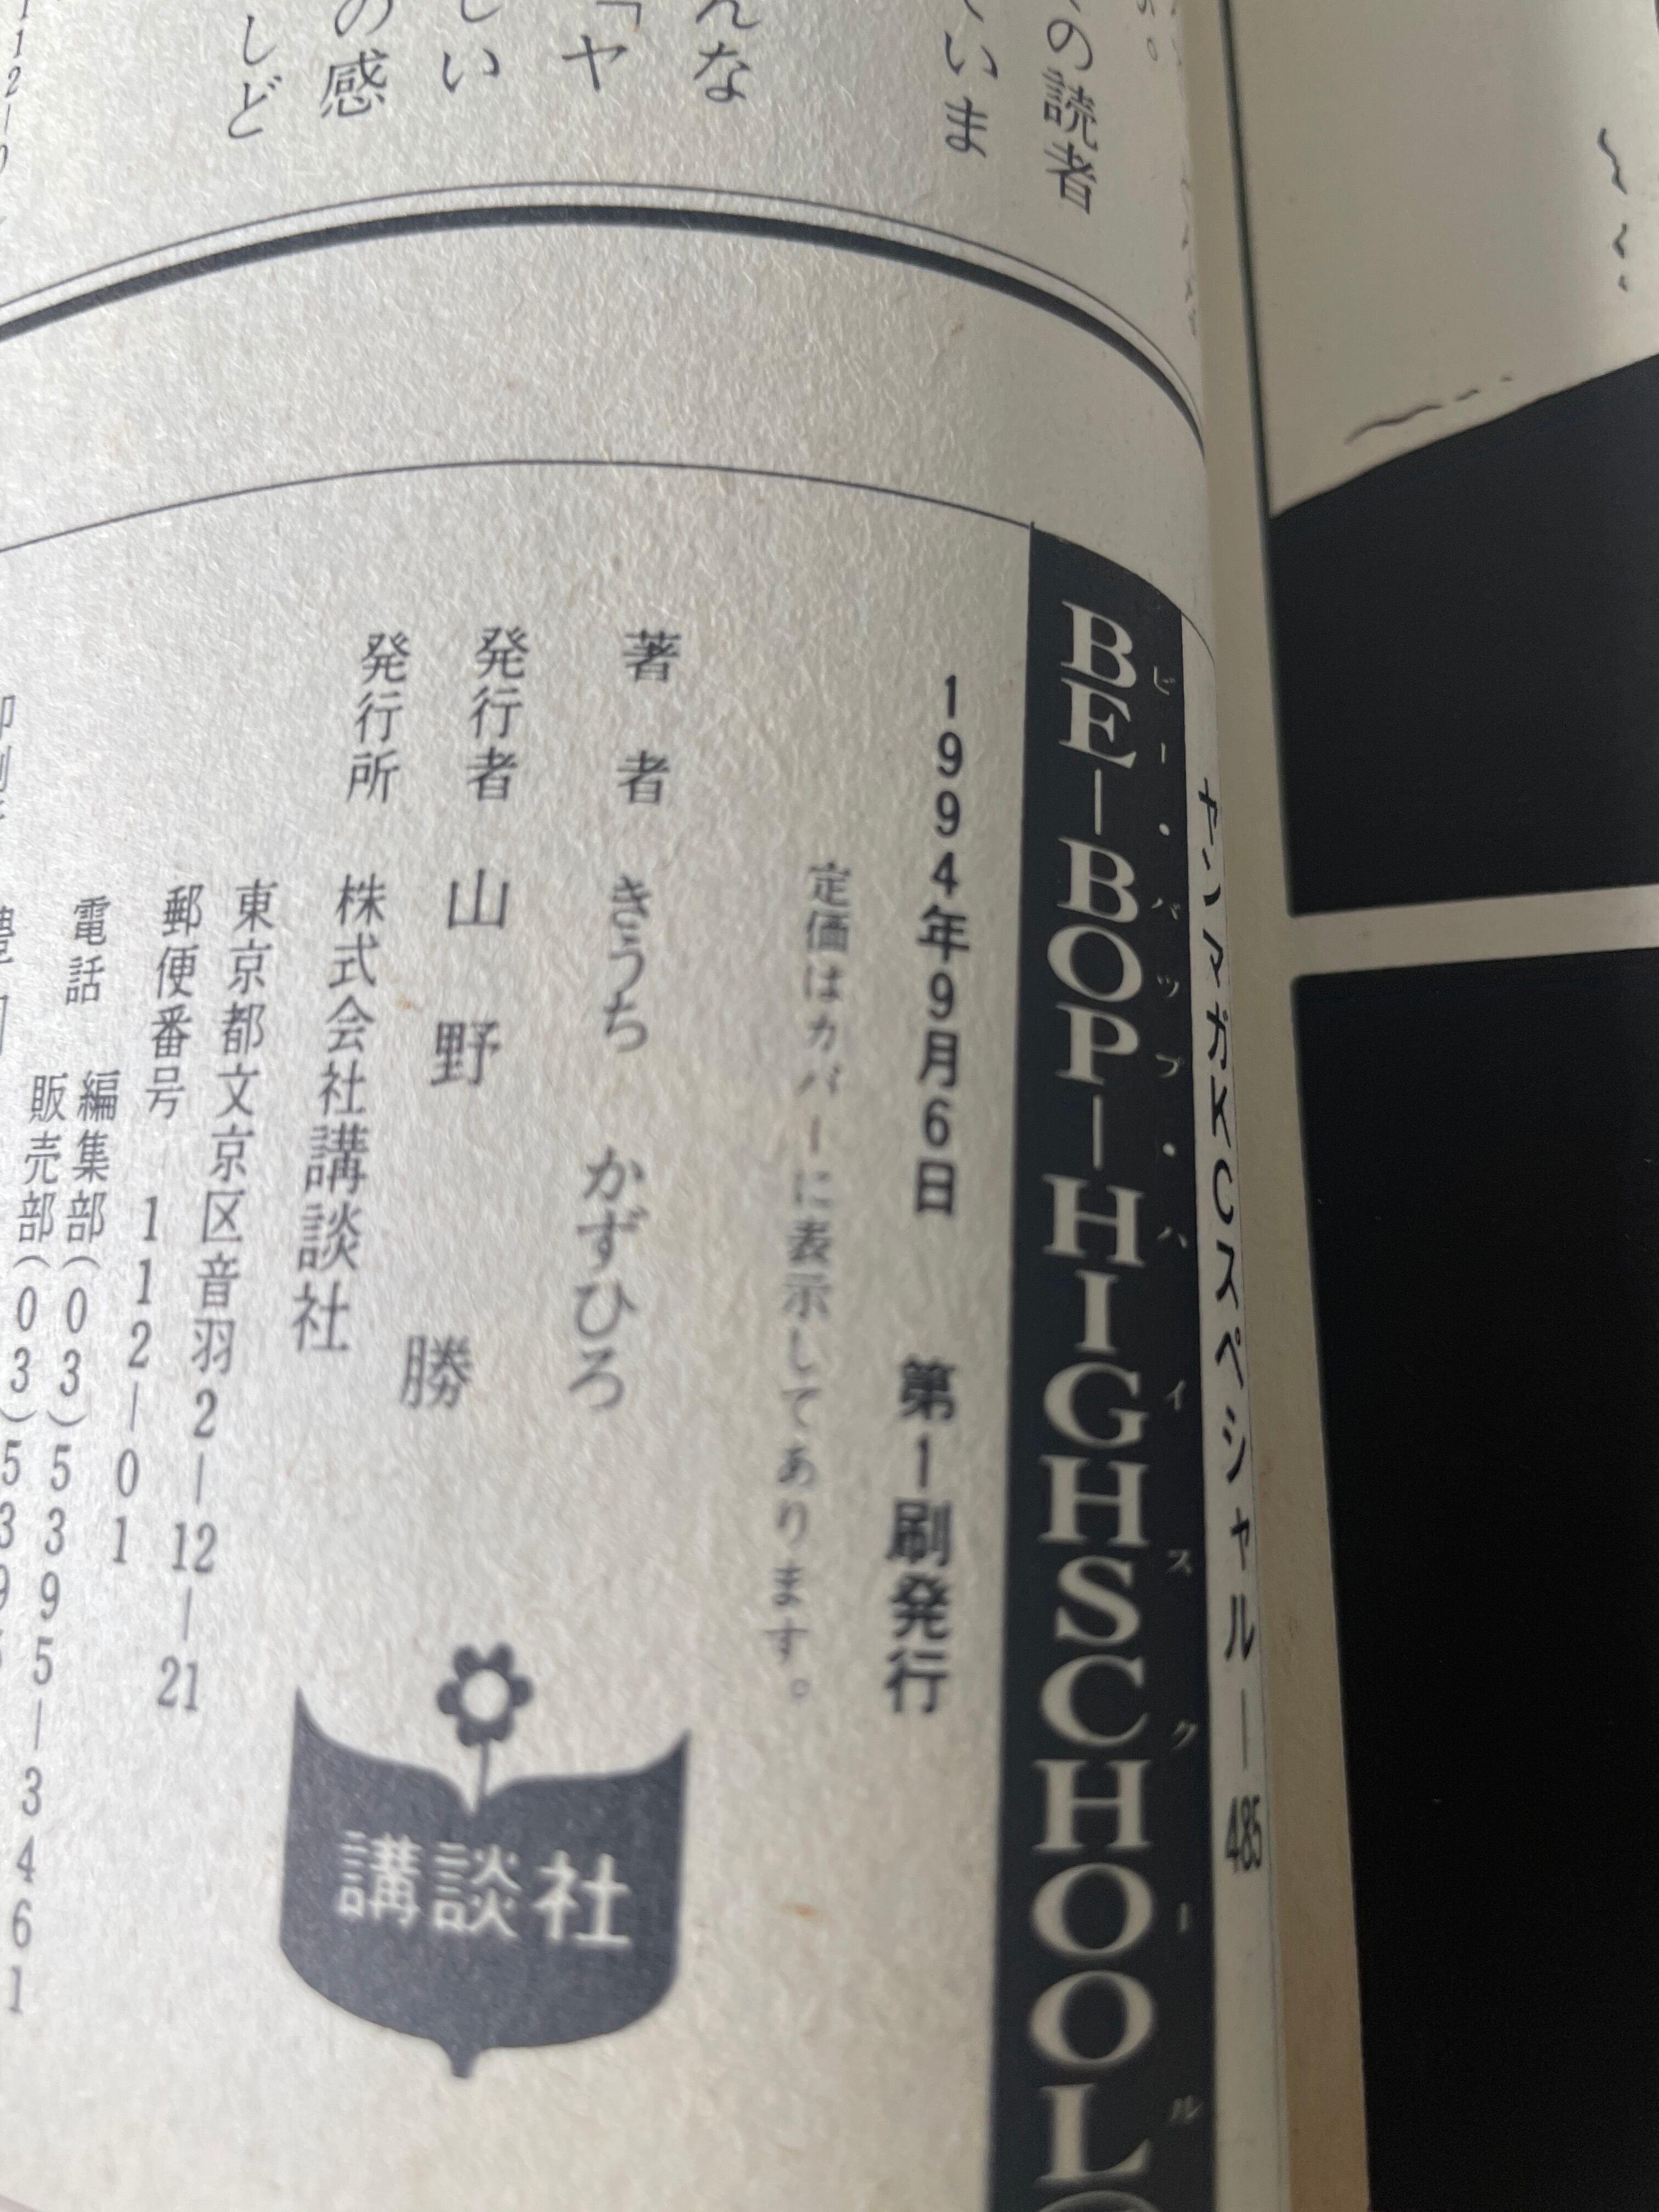 の読者
いま
んな
「ヤ
しい
の感
しど
ヤンマガKCスペシャル―485
BE-BOP-HIGHSCHOOL
ビー・バップ・ハイスクール
1994年9月6日 第1刷発行
定価はカバーに表示してあります。
著者 きうち かずひろ
発行者 山野 勝
発行所 株式会社講談社
東京都文京区音羽2-12-21
郵便番号 112-01
電話 編集部(03)5395-3461
販売部(03)539
講談社